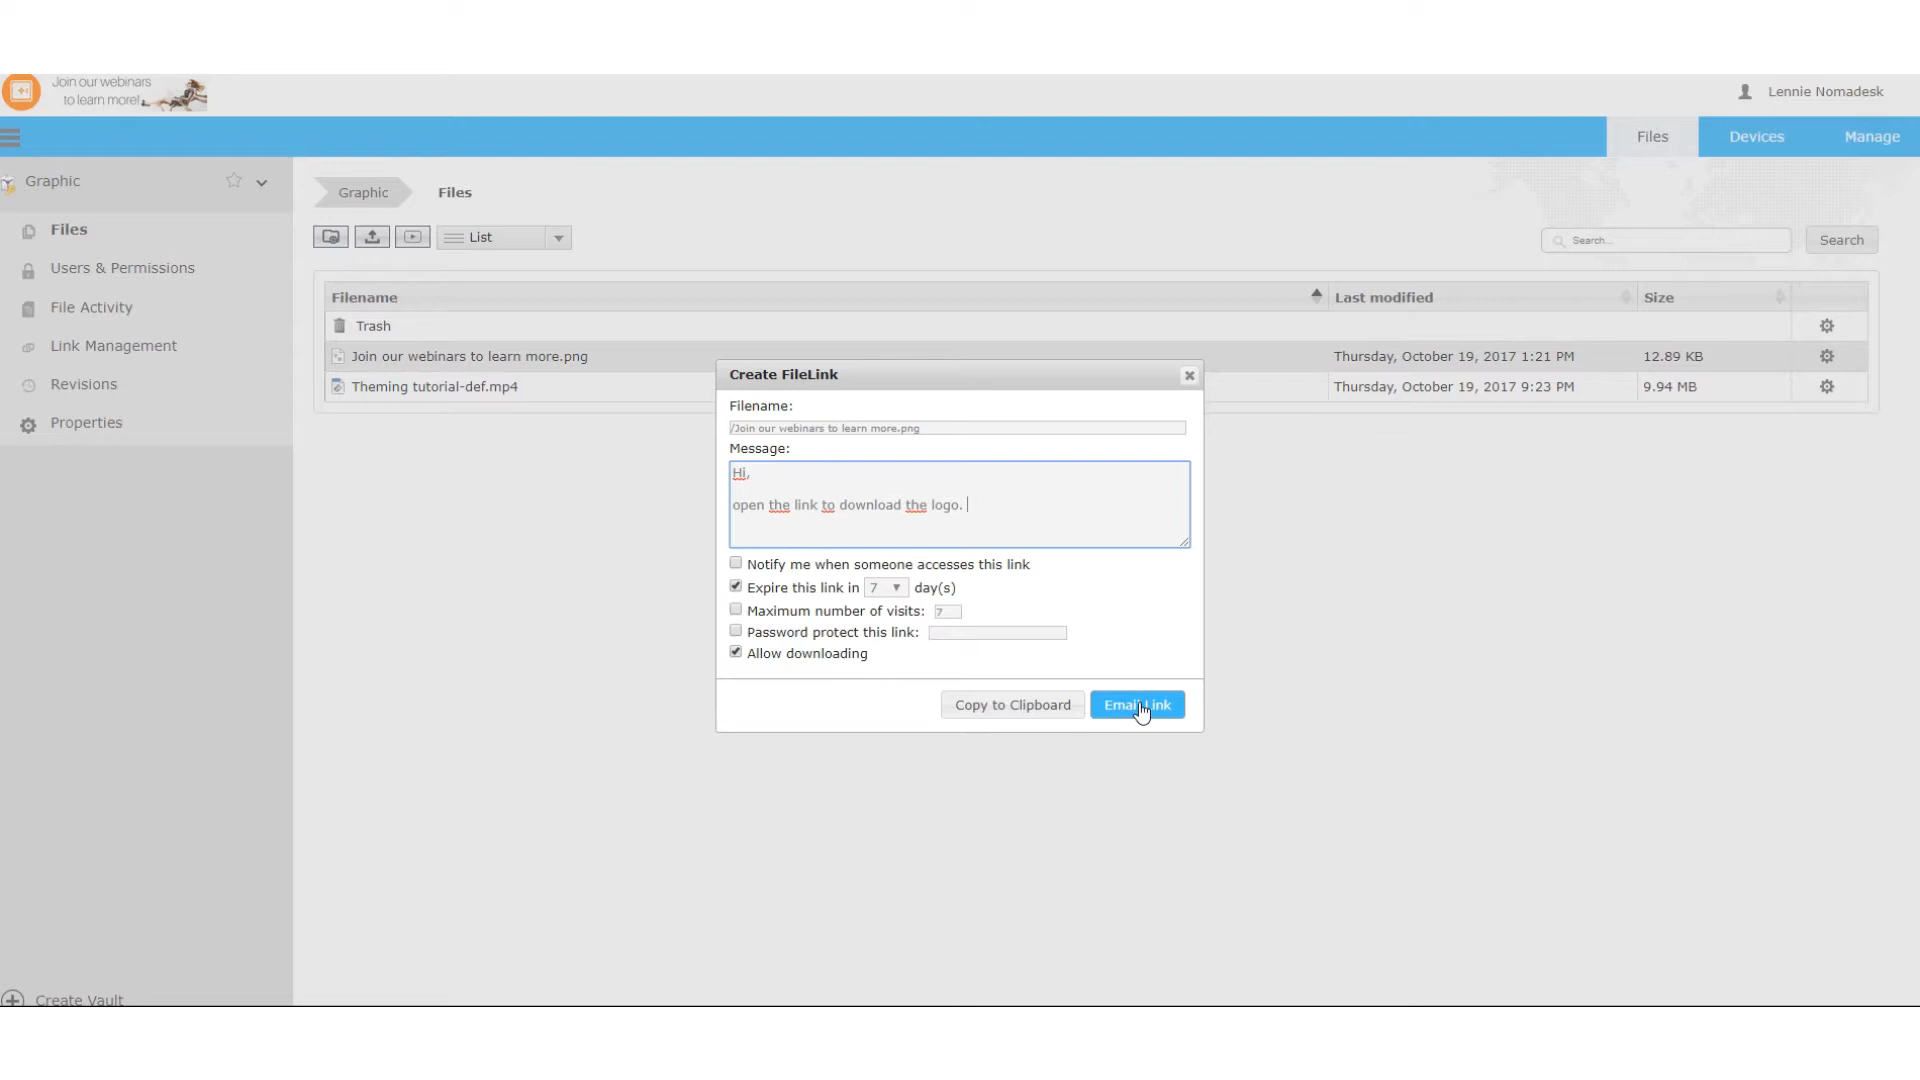 Join our webinars
to learn more!
Lennie Nomadesk
Files
Devices
Manage
Graphic
Files
Users & Permissions
File Activity
Link Management
Revisions
Properties
Create Vault
Graphic
Files
List
Search...
Search
Filename
Last modified
Size
Trash
Join our webinars to learn more.png
Thursday, October 19, 2017 1:21 PM
12.89 KB
Theming tutorial-def.mp4
Thursday, October 19, 2017 9:23 PM
9.94 MB
Create FileLink
Filename:
/Join our webinars to learn more.png
Message:
Hi,
open the link to download the logo.
Notify me when someone accesses this link
Expire this link in 7 day(s)
Maximum number of visits: 7
Password protect this link:
Allow downloading
Copy to Clipboard
Email Link